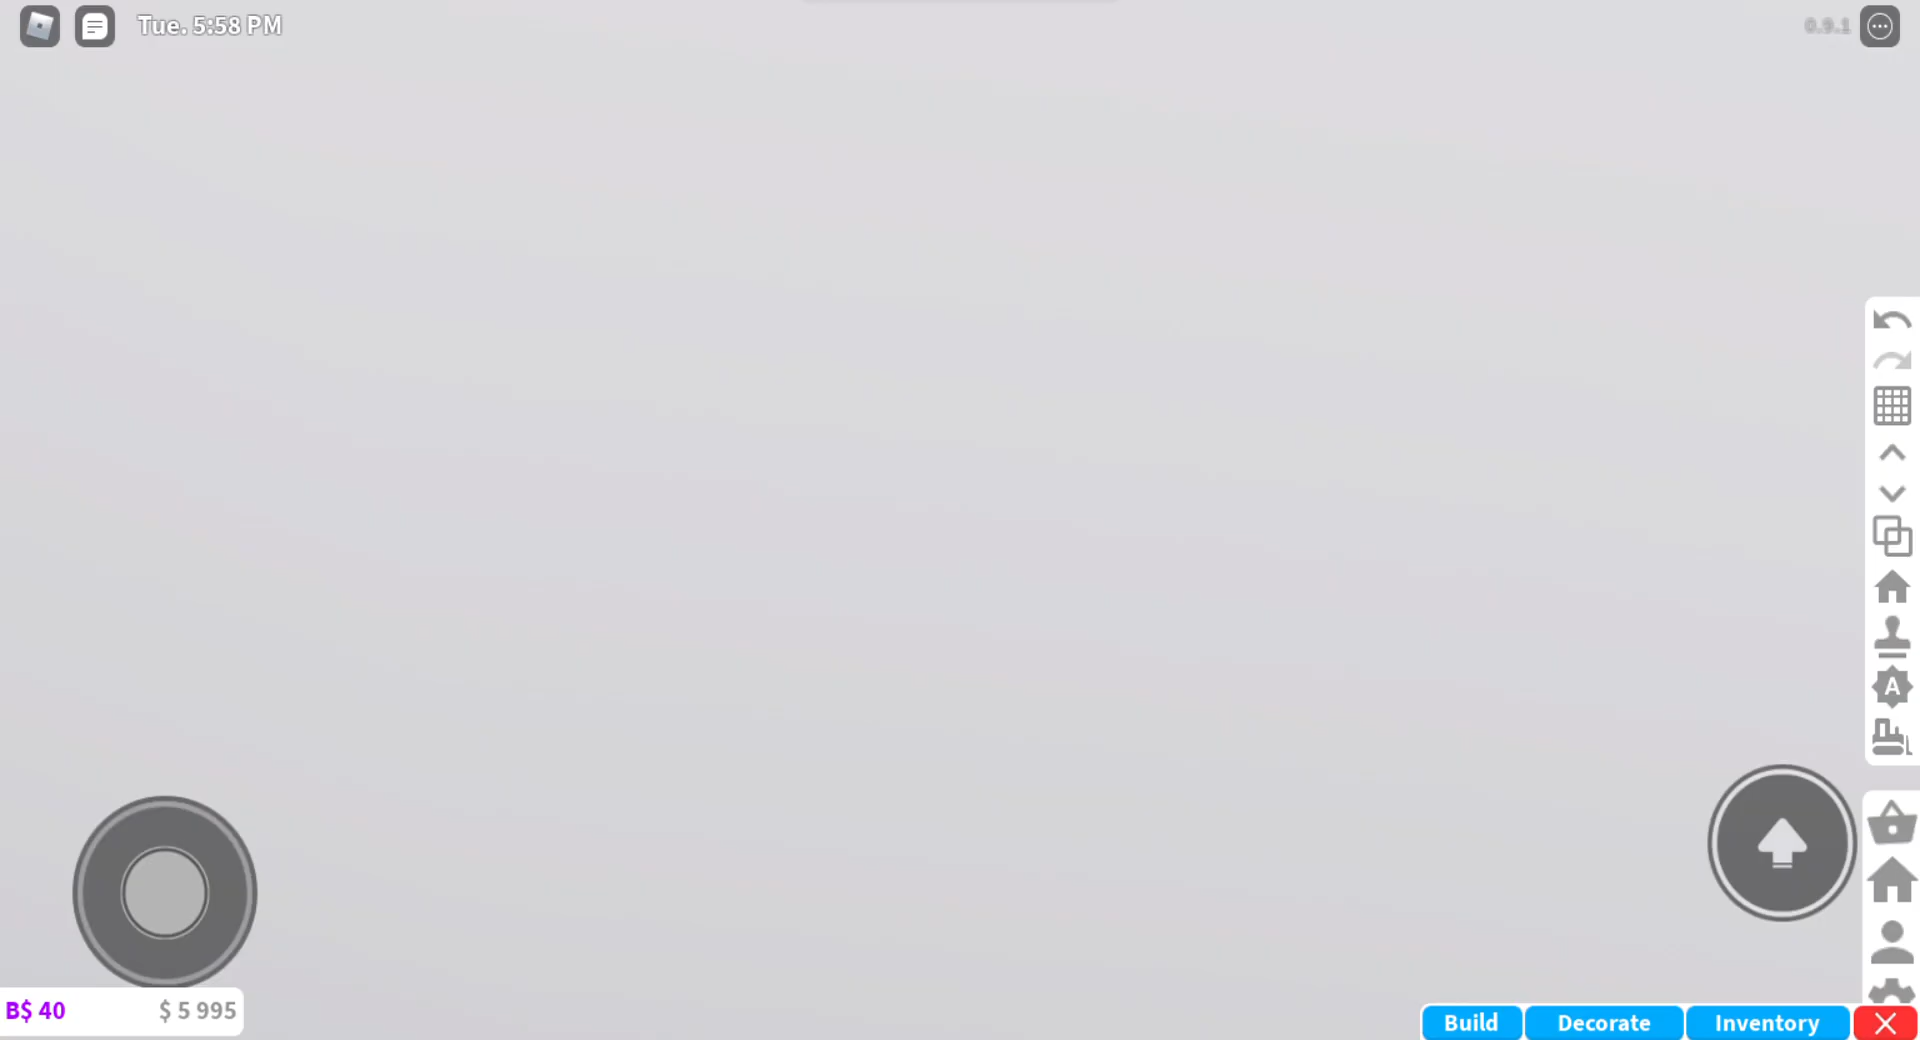 Tue. 5:58 PM
0.9.1
A
B$ 40
$ 5 995
Build
Decorate
Inventory